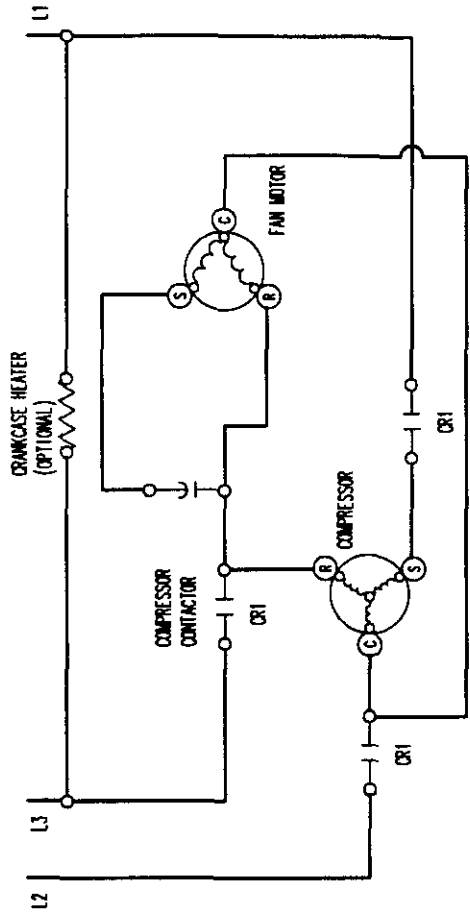 L2
L3
L1
CRANKCASE HEATER
(OPTIONAL)
COMPRESSOR
CONTACTOR
CR1
S
C
R
FAN MOTOR
CR1
C
R
S
COMPRESSOR
CR1